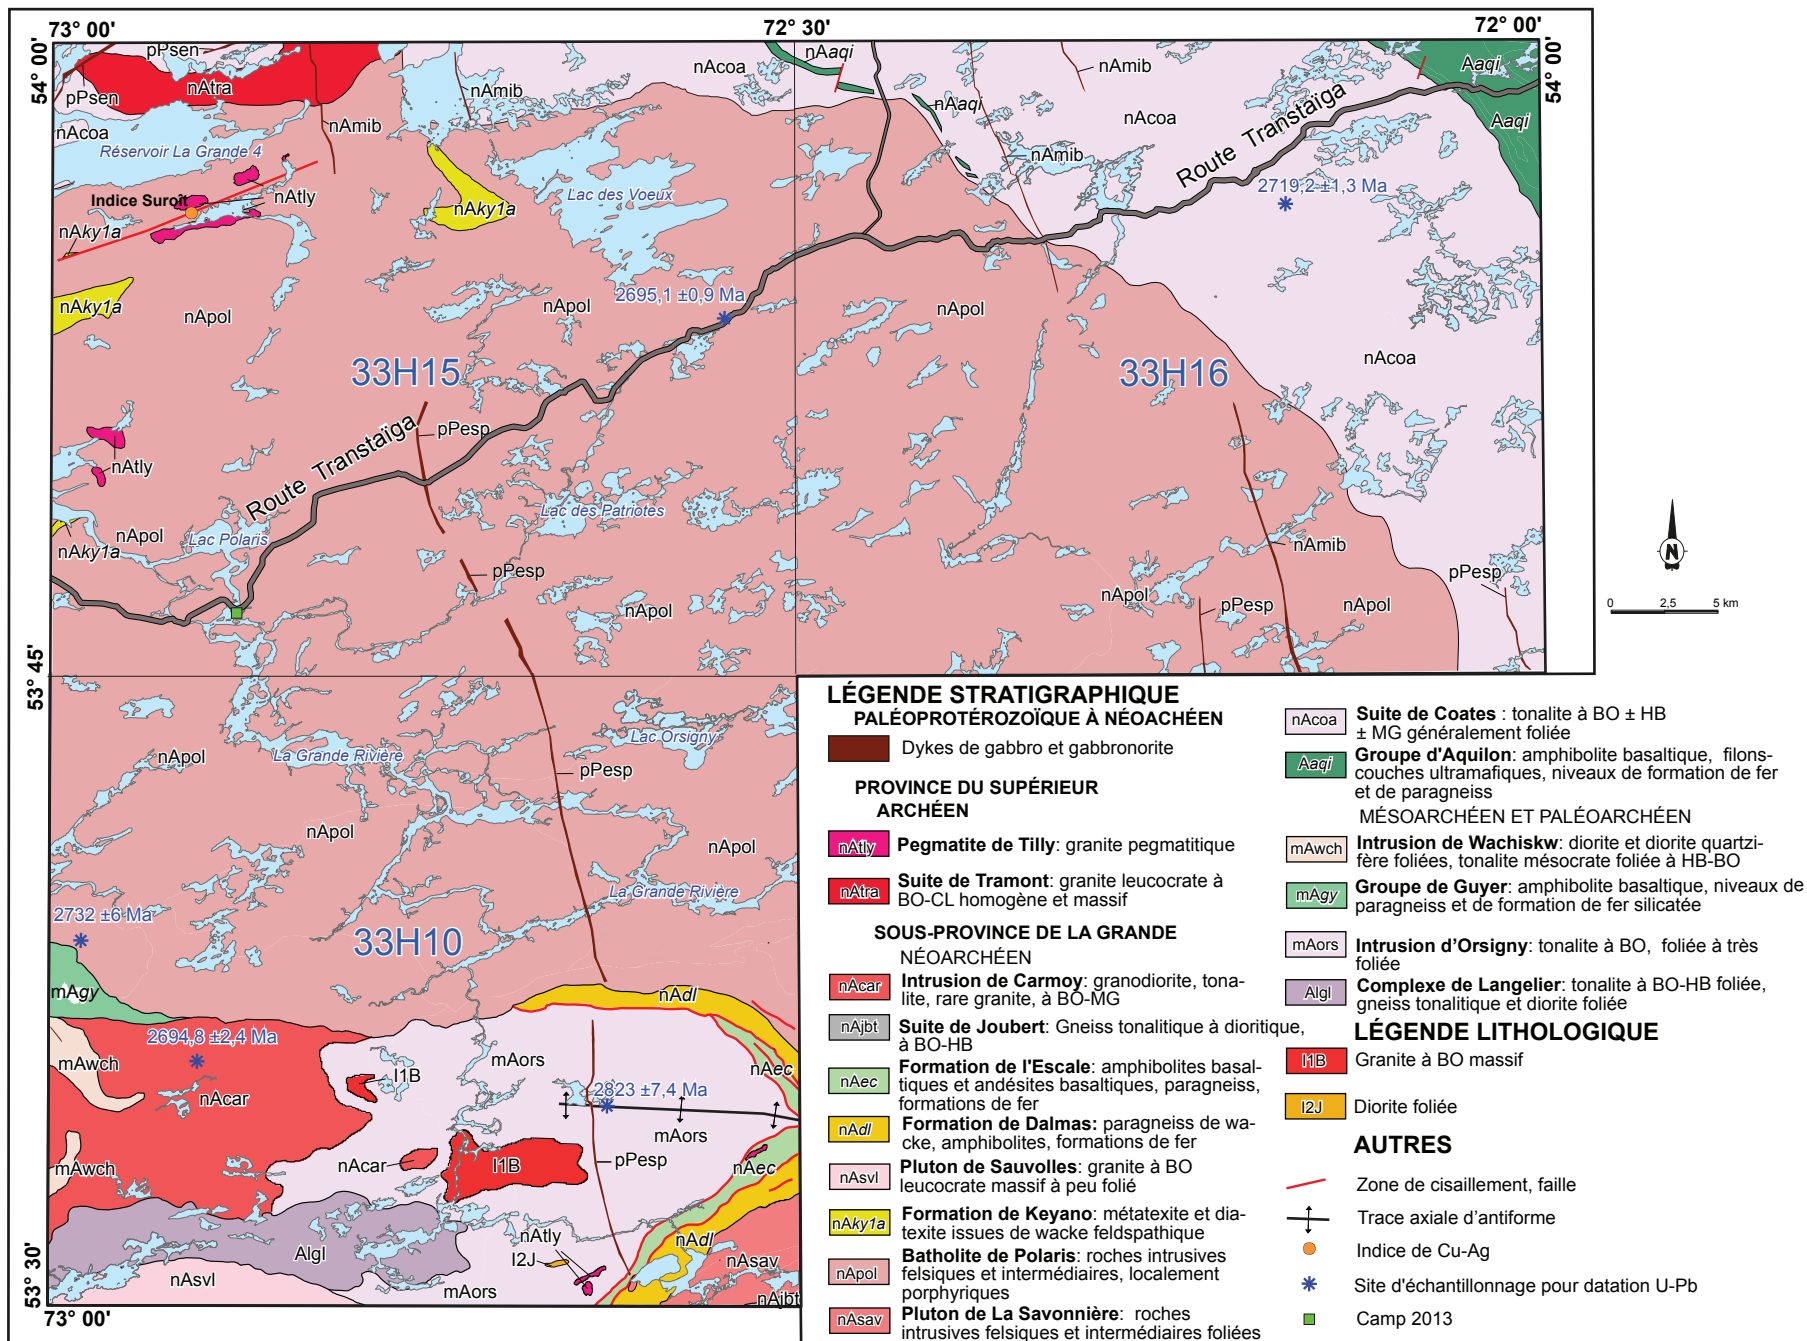 73° 00'
72° 30'
72° 00'
54° 00'
54° 00'
pPsen
nAtra
pPsen
nAcoa
nAmib
nAmib
nAcoa
nAaqi
nAaqi
nAmib
nAcoa
Aaqi
Aaqi
nAmib
Route Transtaïga
Réservoir La Grande 4
Indice Suroît
nAtly
nAky1a
nAky1a
Lac des Voeux
2719,2 ±1,3 Ma
nAky1a
nApol
2695,1 ±0,9 Ma
nApol
nApol
33H15
33H16
nAcoa
pPesp
Route Transtaïga
nAtly
Lac des Patriotes
nApol
Lac Polaris
nAky1a
nAmib
pPesp
pPesp
nApol
nApol
pPesp
nApol
N
0 2,5 5 km
53° 45'
nApol
La Grande Rivière
Lac Orsigny
pPesp
nApol
nApol
La Grande Rivière
2732 ±6 Ma
33H10
mAgy
nAdl
2694,8 ±2,4 Ma
mAwch
nAcar
I1B
mAors
nAec
2823 ±7,4 Ma
mAors
mAwch
nAcar
I1B
pPesp
nAec
Algl
nAtly
I2J
nAdl
nAsav
nAsvl
mAors
nAjbt
53° 30'
73° 00'
LÉGENDE STRATIGRAPHIQUE
PALÉOPROTÉROZOÏQUE À NÉOACHÉEN
Dykes de gabbro et gabbronorite
PROVINCE DU SUPÉRIEUR
ARCHÉEN
nAtly Pegmatite de Tilly: granite pegmatitique
nAtra Suite de Tramont: granite leucocrate à
BO-CL homogène et massif
SOUS-PROVINCE DE LA GRANDE
NÉOARCHÉEN
nAcar Intrusion de Carmoy: granodiorite, tona-
lite, rare granite, à BO-MG
nAjbt Suite de Joubert: Gneiss tonalitique à dioritique,
à BO-HB
nAec Formation de l'Escale: amphibolites basal-
tiques et andésites basaltiques, paragneiss,
formations de fer
nAdl Formation de Dalmas: paragneiss de wa-
cke, amphibolites, formations de fer
nAsvl Pluton de Sauvolles: granite à BO
leucocrate massif à peu folié
nAky1a Formation de Keyano: métatexite et dia-
texite issues de wacke feldspathique
nApol Batholite de Polaris: roches intrusives
felsiques et intermédiaires, localement
porphyriques
nAsav Pluton de La Savonnière: roches
intrusives felsiques et intermédiaires foliées
nAcoa Suite de Coates : tonalite à BO ± HB
± MG généralement foliée
Aaqi Groupe d'Aquilon: amphibolite basaltique, filons-
couches ultramafiques, niveaux de formation de fer
et de paragneiss
MÉSOARCHÉEN ET PALÉOARCHÉEN
mAwch Intrusion de Wachiskw: diorite et diorite quartzi-
fère foliées, tonalite mésocrate foliée à HB-BO
mAgy Groupe de Guyer: amphibolite basaltique, niveaux de
paragneiss et de formation de fer silicatée
mAors Intrusion d'Orsigny: tonalite à BO, foliée à très
foliée
Algl Complexe de Langelier: tonalite à BO-HB foliée,
gneiss tonalitique et diorite foliée
LÉGENDE LITHOLOGIQUE
I1B Granite à BO massif
I2J Diorite foliée
AUTRES
Zone de cisaillement, faille
Trace axiale d'antiforme
Indice de Cu-Ag
Site d'échantillonnage pour datation U-Pb
Camp 2013